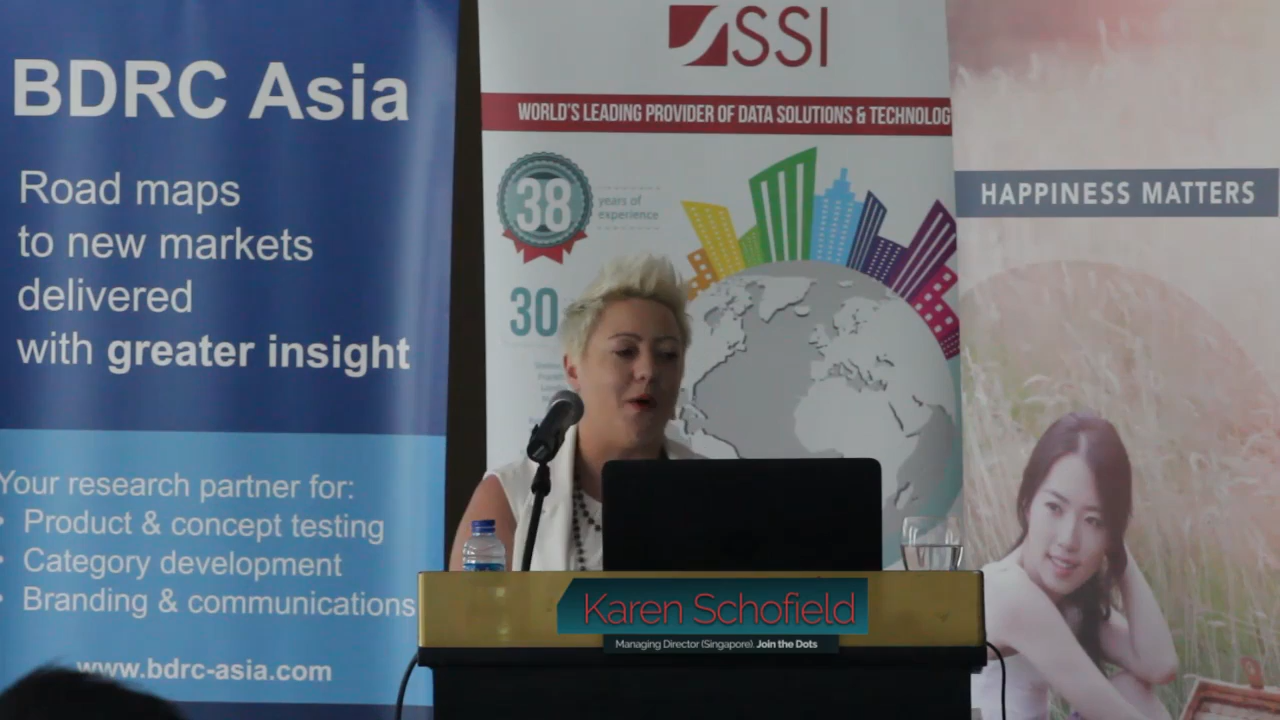 BDRC Asia
Road maps
to new markets
delivered
with greater insight
Your research partner for:
• Product & concept testing
• Category development
• Branding & communications
www.bdrc-asia.com
SSI
WORLD'S LEADING PROVIDER OF DATA SOLUTIONS & TECHNOLOG
38
years of
experience
30
HAPPINESS MATTERS
Karen Schofield
Managing Director (Singapore). Join the Dots